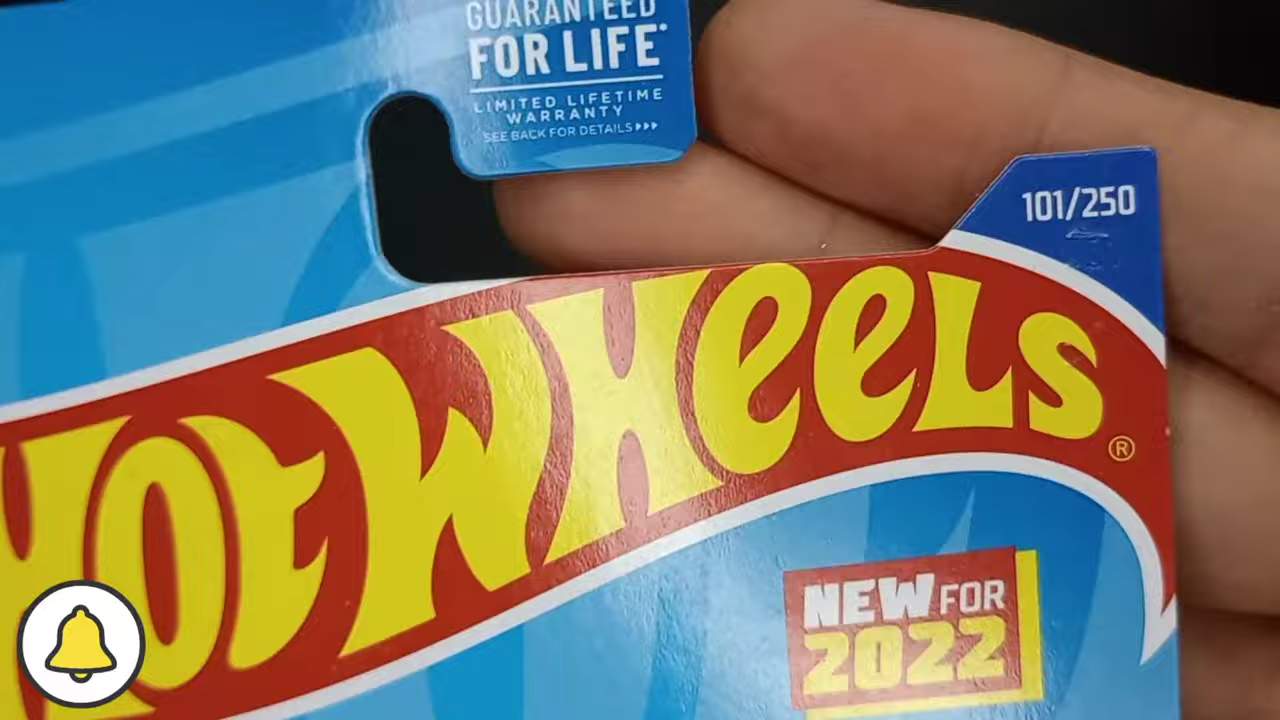 GUARANTEED
FOR LIFE*
LIMITED LIFETIME
WARRANTY
SEE BACK FOR DETAILS
101/250
HOT WHEELS®
NEW FOR
2022